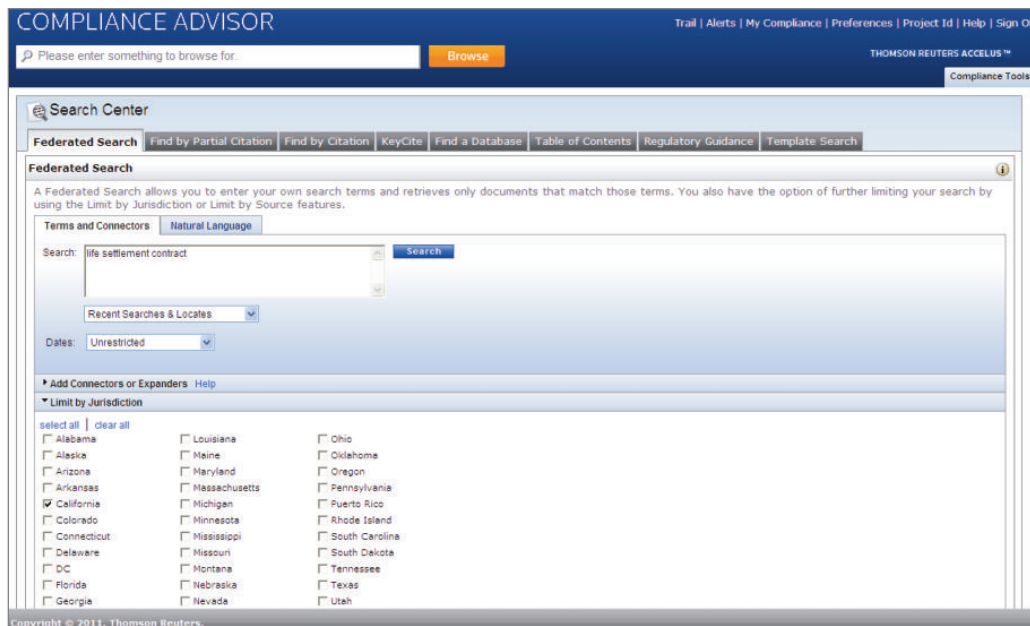 COMPLIANCE ADVISOR
Trail | Alerts | My Compliance | Preferences | Project Id | Help | Sign O
Please enter something to browse for.
Browse
THOMSON REUTERS ACCELUS™
Compliance Tools
Search Center
Federated Search Find by Partial Citation Find by Citation KeyCite Find a Database Table of Contents Regulatory Guidance Template Search
Federated Search
A Federated Search allows you to enter your own search terms and retrieves only documents that match those terms. You also have the option of further limiting your search by
using the Limit by Jurisdiction or Limit by Source features.
Terms and Connectors Natural Language
Search: life settlement contract Search
Recent Searches & Locates
Dates: Unrestricted
Add Connectors or Expanders Help
Limit by Jurisdiction
select all | clear all
Alabama Louisiana Ohio
Alaska Maine Oklahoma
Arizona Maryland Oregon
Arkansas Massachusetts Pennsylvania
California Michigan Puerto Rico
Colorado Minnesota Rhode Island
Connecticut Mississippi South Carolina
Delaware Missouri South Dakota
DC Montana Tennessee
Florida Nebraska Texas
Georgia Nevada Utah
Copyright © 2011. Thomson Reuters.